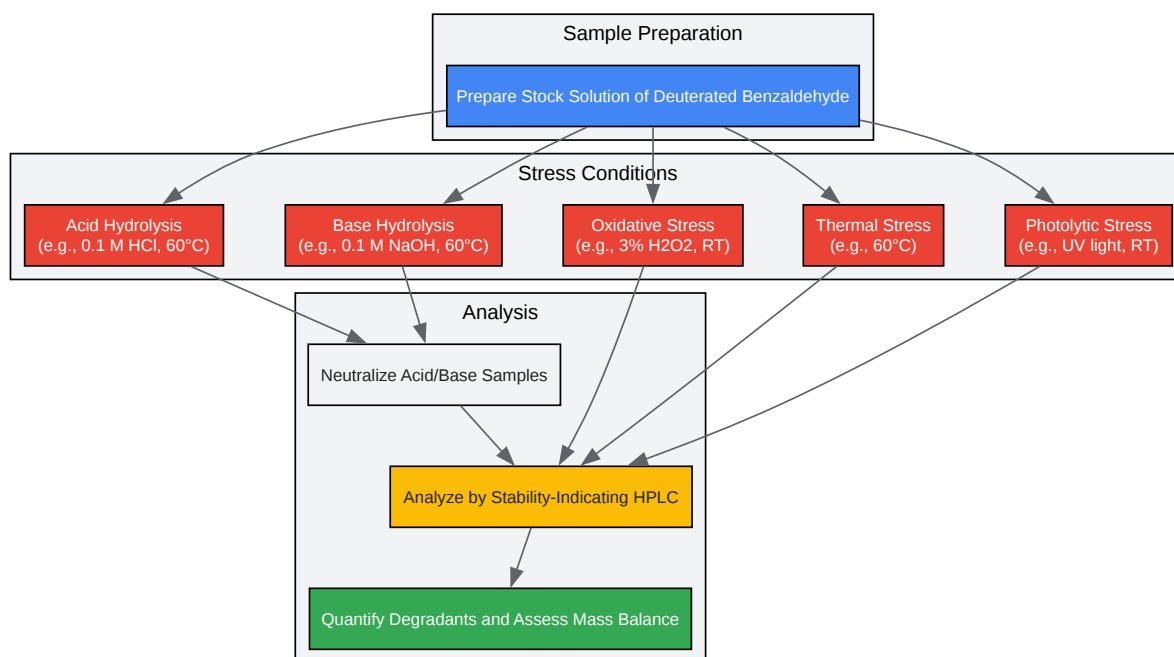 Sample Preparation
Prepare Stock Solution of Deuterated Benzaldehyde
Stress Conditions
Acid Hydrolysis
(e.g., 0.1 M HCl, 60°C)
Base Hydrolysis
(e.g., 0.1 M NaOH, 60°C)
Oxidative Stress
(e.g., 3% H2O2, RT)
Thermal Stress
(e.g., 60°C)
Photolytic Stress
(e.g., UV light, RT)
Analysis
Neutralize Acid/Base Samples
Analyze by Stability-Indicating HPLC
Quantify Degradants and Assess Mass Balance